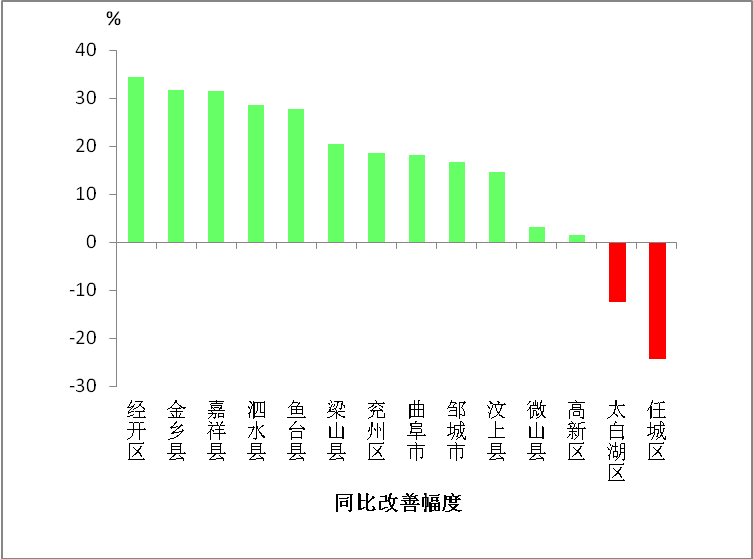 %
40
30
20
10
0
-10
-20
-30
经开区
金乡县
嘉祥县
泗水县
鱼台县
梁山县
兖州区
曲阜市
邹城市
汶上县
微山县
高新区
太白湖区
任城区
同比改善幅度